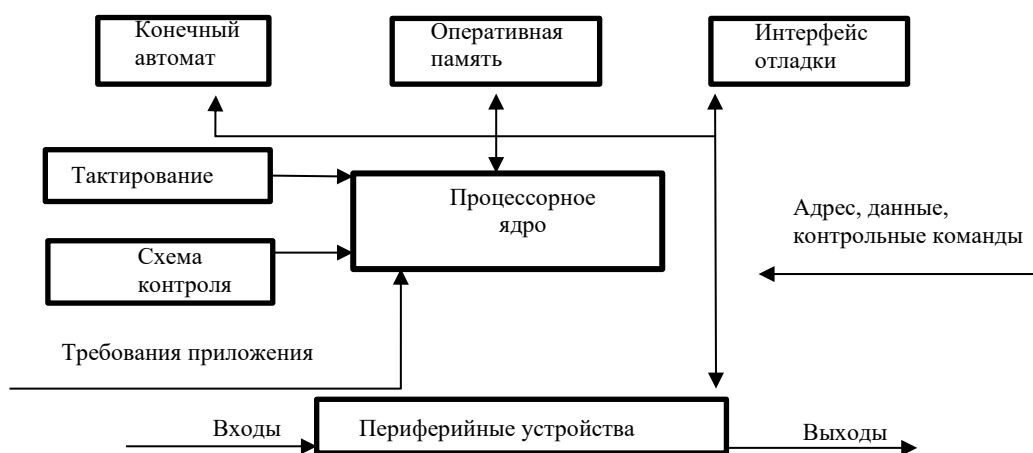 Конечный
автомат
Оперативная
память
Интерфейс
отладки
Тактирование
Процессорное
ядро
Адрес, данные,
контрольные команды
Схема
контроля
Требования приложения
Входы
Периферийные устройства
Выходы